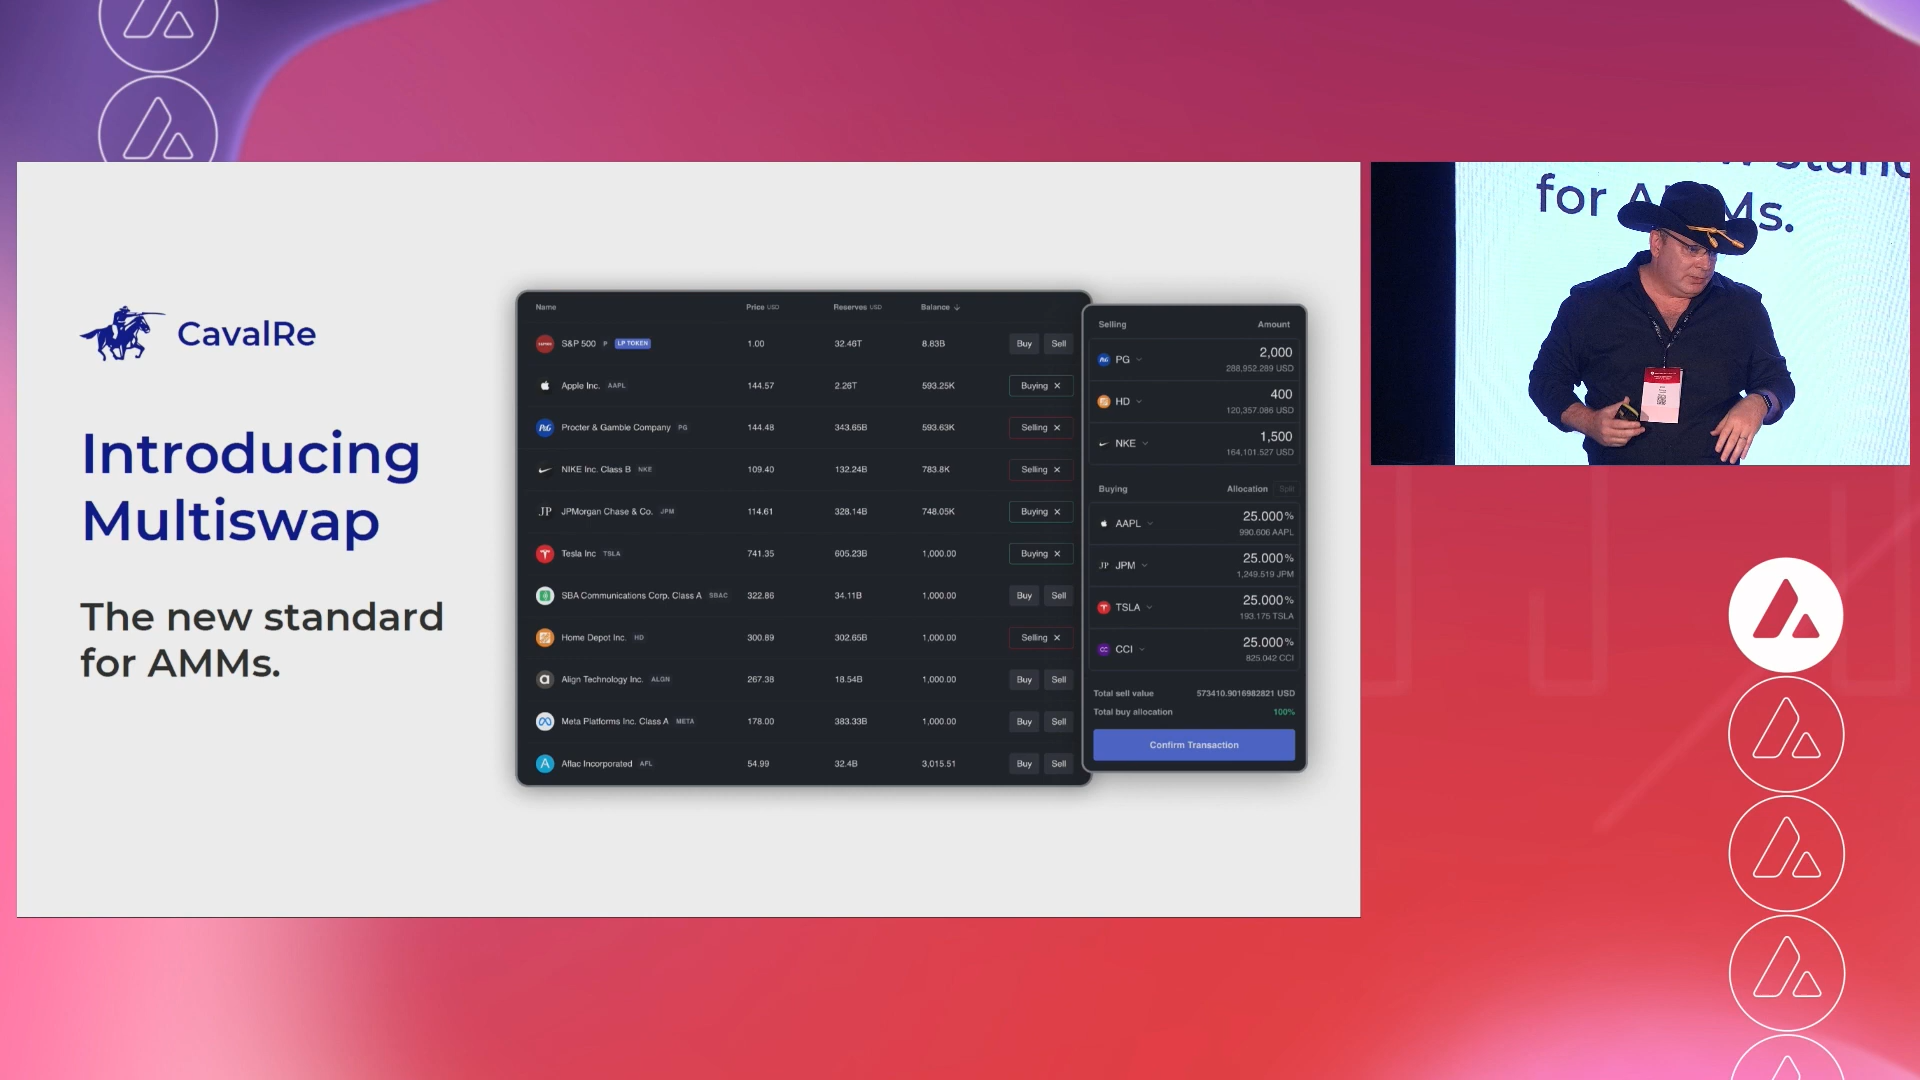 CavalRe
Introducing
Multiswap
The new standard
for AMMs.
Name Price USD Reserves USD Balance ↓
S&P 500 P LP TOKEN 1.00 32.46T 8.83B Buy Sell
Apple Inc. AAPL 144.57 2.26T 593.25K Buying ×
P&G Procter & Gamble Company PG 144.48 343.65B 593.63K Selling ×
NIKE Inc. Class B NKE 109.40 132.24B 783.8K Selling ×
JP JPMorgan Chase & Co. JPM 114.61 328.14B 748.05K Buying ×
Tesla Inc TSLA 741.35 605.23B 1,000.00 Buying ×
SBA Communications Corp. Class A SBAC 322.86 34.11B 1,000.00 Buy Sell
Home Depot Inc. HD 300.89 302.65B 1,000.00 Selling ×
Align Technology Inc. ALGN 267.38 18.54B 1,000.00 Buy Sell
Meta Platforms Inc. Class A META 178.00 383.33B 1,000.00 Buy Sell
Aflac Incorporated AFL 54.99 32.4B 3,015.51 Buy Sell
Selling Amount
PG 2,000
288,952.289 USD
HD 400
120,357.086 USD
NKE 1,500
164,101.527 USD
Buying Allocation Split
AAPL 25.000%
990.606 AAPL
JP JPM 25.000%
1,249.519 JPM
TSLA 25.000%
193.175 TSLA
CC CCI 25.000%
825.042 CCI
Total sell value 573410.9016982821 USD
Total buy allocation 100%
Confirm Transaction
for AMMs.